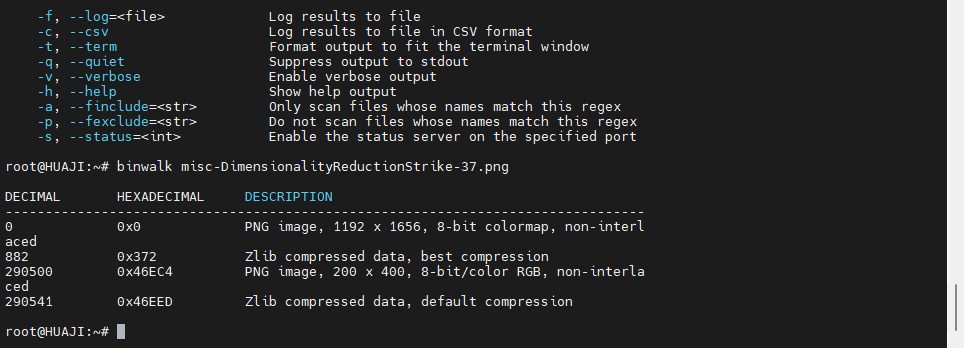 -f, --log=<file>             Log results to file
-c, --csv                    Log results to file in CSV format
-t, --term                   Format output to fit the terminal window
-q, --quiet                  Suppress output to stdout
-v, --verbose                Enable verbose output
-h, --help                   Show help output
-a, --finclude=<str>         Only scan files whose names match this regex
-p, --fexclude=<str>         Do not scan files whose names match this regex
-s, --status=<int>           Enable the status server on the specified port
root@HUAJI:~# binwalk misc-DimensionalityReductionStrike-37.png
DECIMAL       HEXADECIMAL     DESCRIPTION
--------------------------------------------------------------------------------
0             0x0             PNG image, 1192 x 1656, 8-bit colormap, non-interl
aced
882           0x372           Zlib compressed data, best compression
290500        0x46EC4         PNG image, 200 x 400, 8-bit/color RGB, non-interla
ced
290541        0x46EED         Zlib compressed data, default compression
root@HUAJI:~#